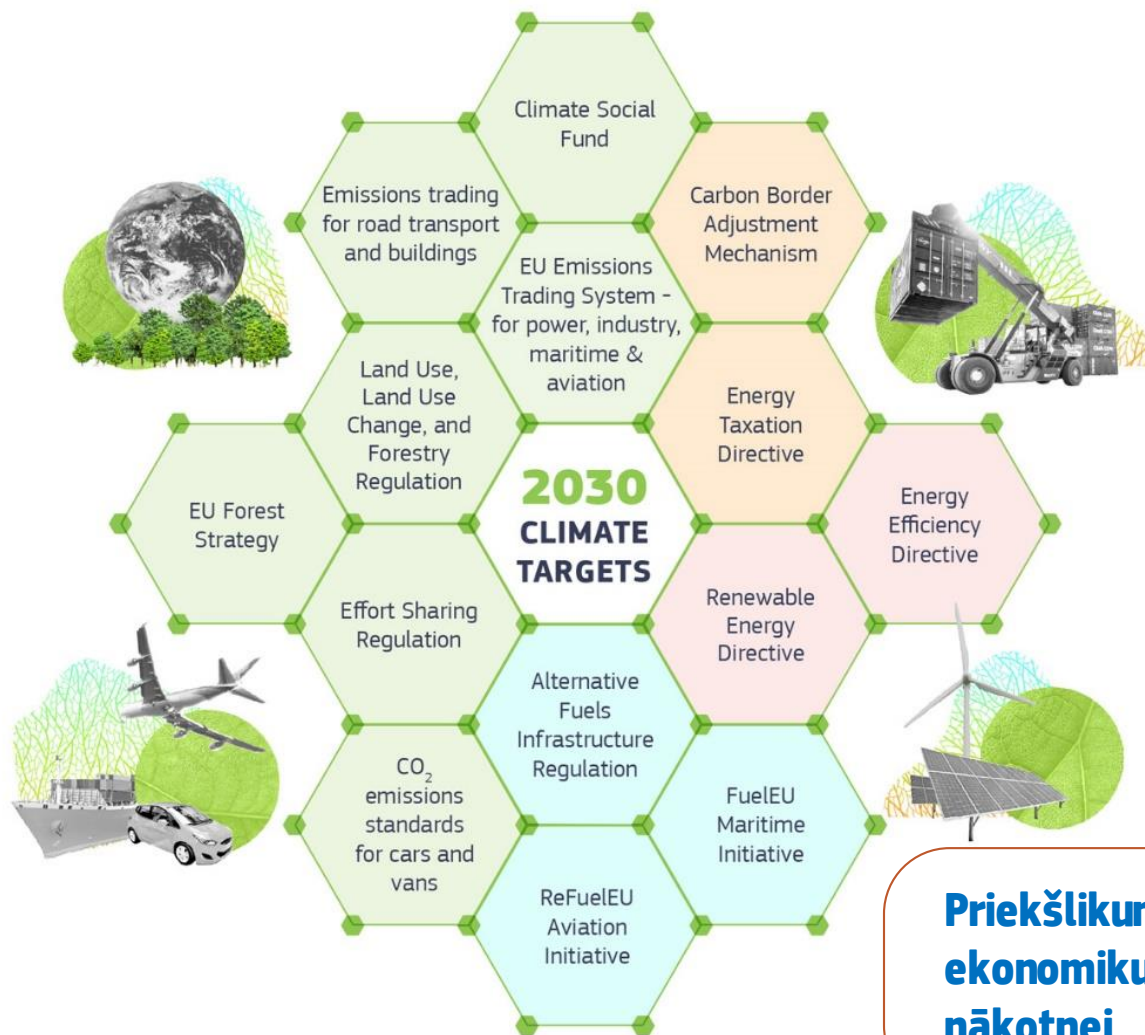 Climate Social
Fund
Emissions trading
for road transport
and buildings
Carbon Border
Adjustment
Mechanism
EU Emissions
Trading System –
for power, industry,
maritime &
aviation
Land Use,
Land Use
Change, and
Forestry
Regulation
Energy
Taxation
Directive
EU Forest
Strategy
2030
CLIMATE
TARGETS
Energy
Efficiency
Directive
Effort Sharing
Regulation
Renewable
Energy
Directive
Alternative
Fuels
Infrastructure
Regulation
CO₂
emissions
standards
for cars and
vans
FuelEU
Maritime
Initiative
ReFuelEU
Aviation
Initiative
nākotnei